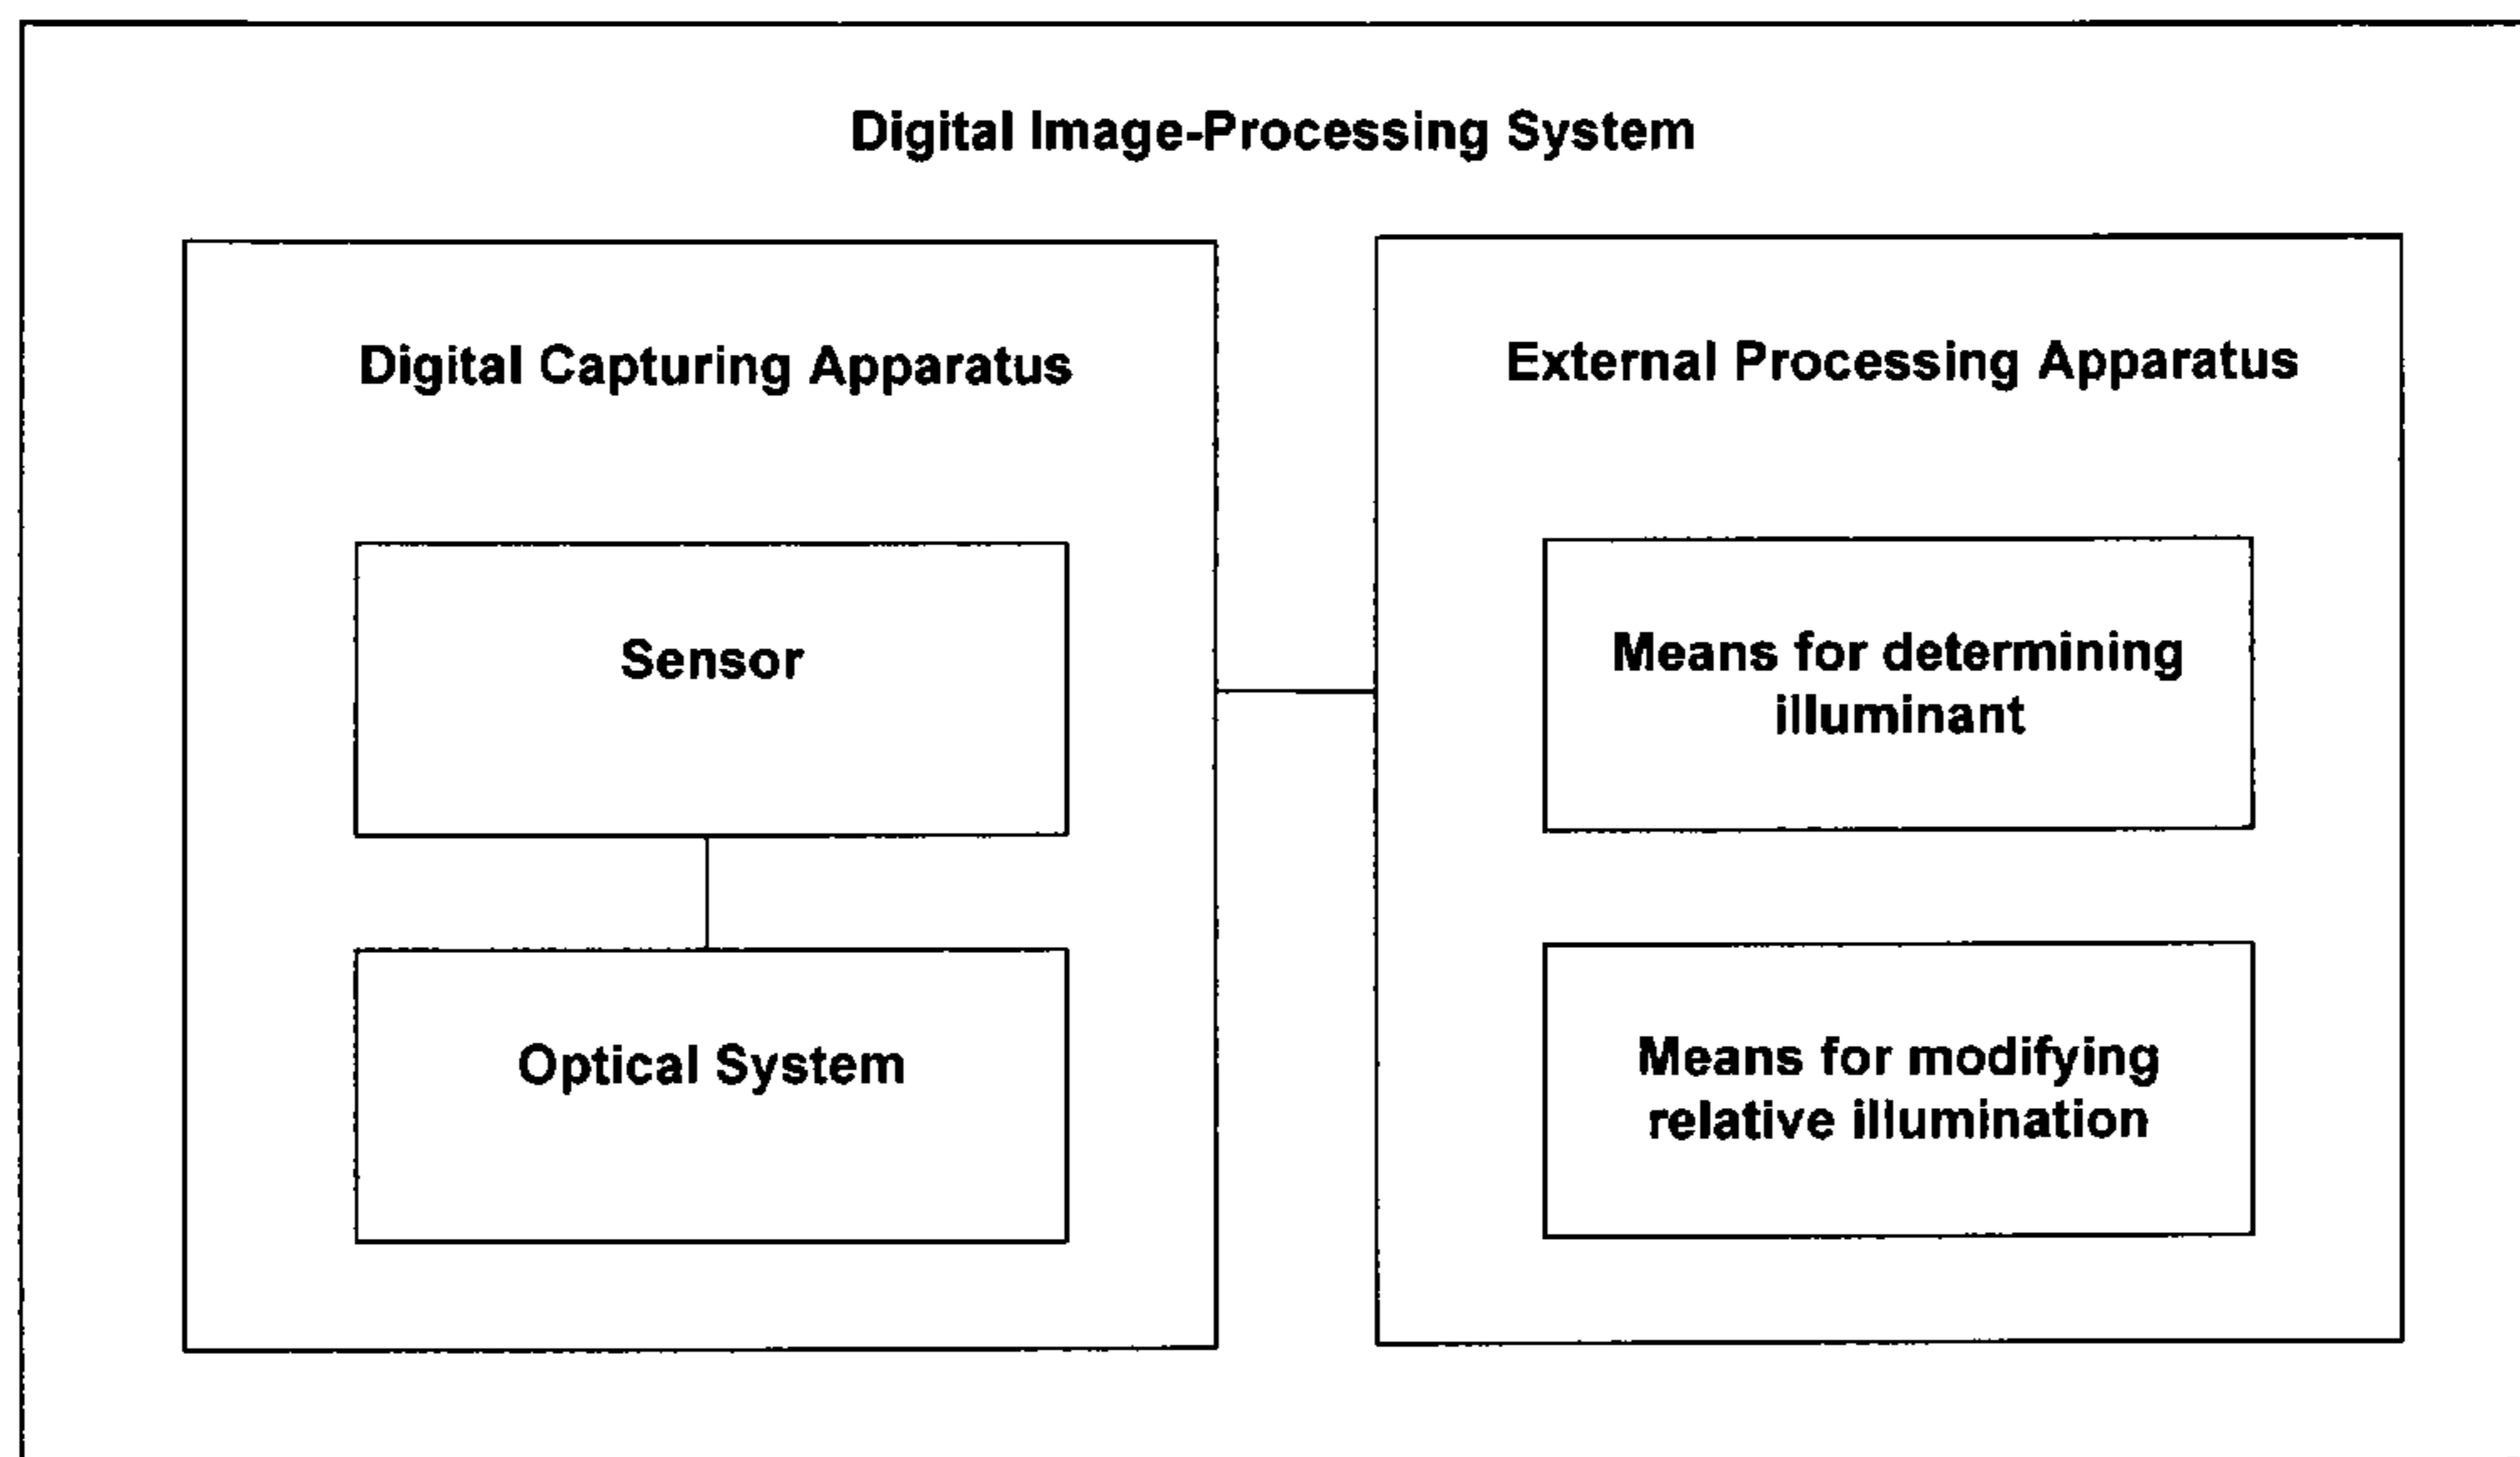 Digital Image-Processing System
Digital Capturing Apparatus
Sensor
Optical System
External Processing Apparatus
Means for determining
illuminant
Means for modifying
relative illumination